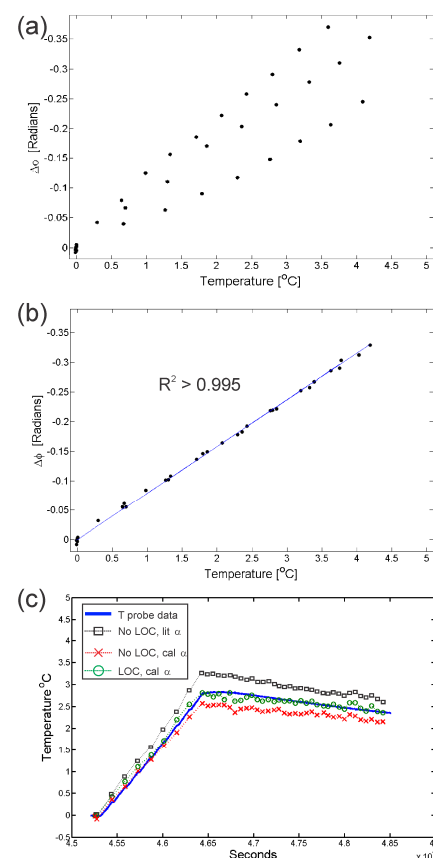 (a)
-0.35
-0.3
-0.25
-0.2
-0.15
-0.1
-0.05
0
Δφ [Radians]
0 0.5 1 1.5 2 2.5 3 3.5 4 4.5 5
Temperature [°C]
(b)
-0.35
-0.3
-0.25
-0.2
-0.15
-0.1
-0.05
0
Δφ [Radians]
R² > 0.995
0 0.5 1 1.5 2 2.5 3 3.5 4 4.5 5
Temperature [°C]
(c)
5
4.5
4
3.5
3
2.5
2
1.5
1
0.5
0
-0.5
Temperature °C
T probe data
No LOC, lit α
No LOC, cal α
LOC, cal α
4.5 4.55 4.6 4.65 4.7 4.75 4.8 4.85 4.
Seconds